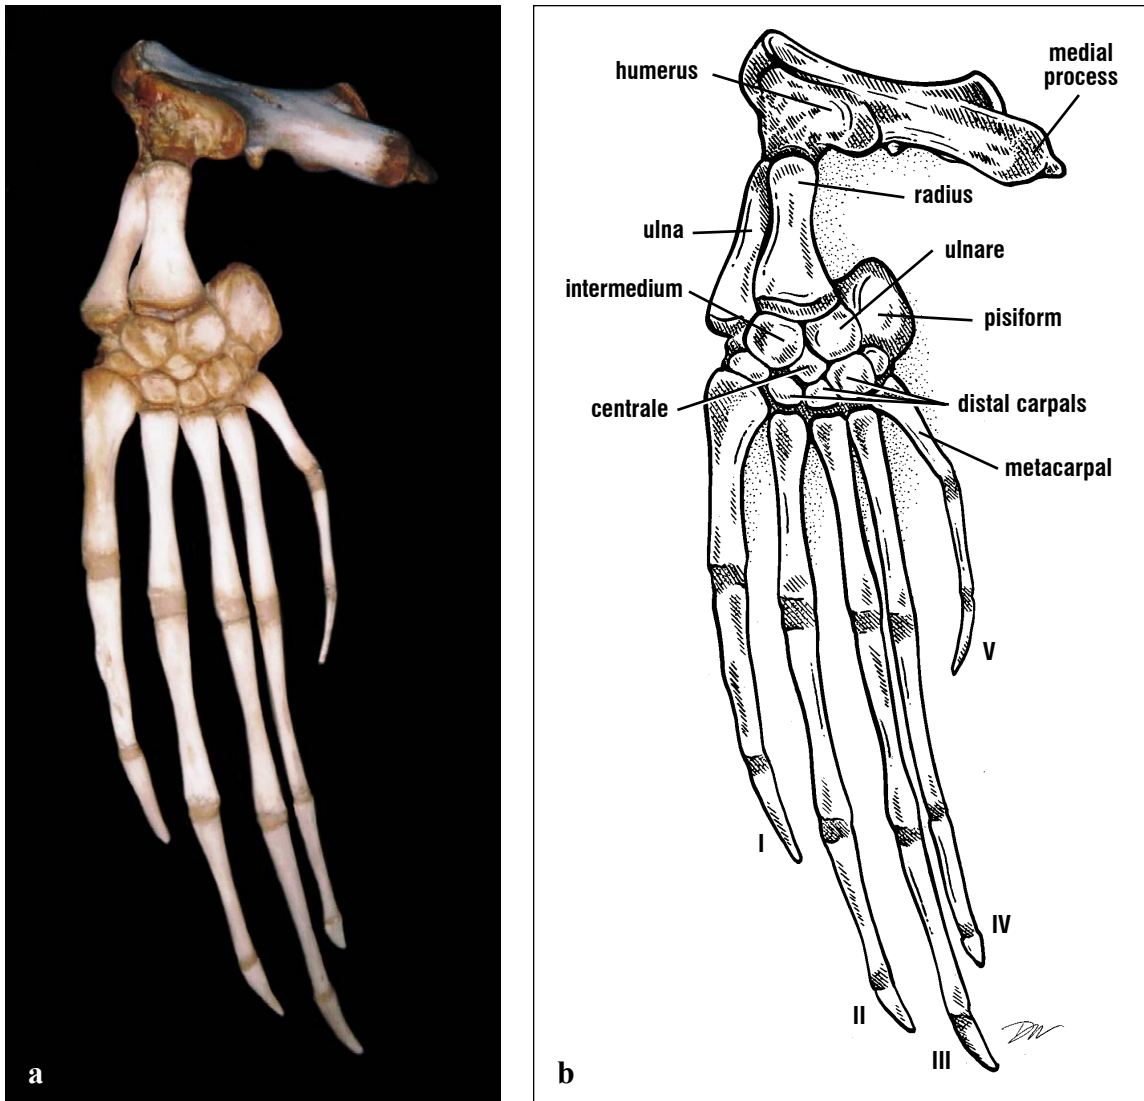 a
humerus
medial
process
radius
ulna
ulnare
intermedium
pisiform
centrale
distal carpals
metacarpal
V
I
IV
II
III
b